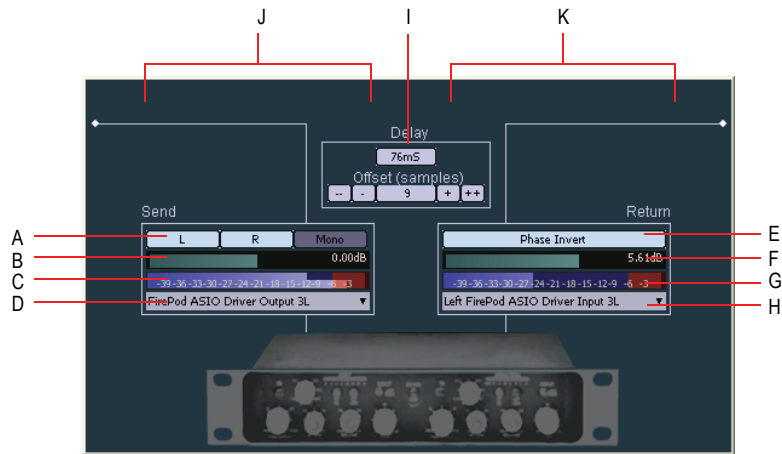 J I K
Delay
76mS
Offset (samples)
-- - 9 + ++
Send Return
A L R Mono Phase Invert E
B 0.00dB 5.61dB F
C -39-36-33-30-27-24-21-18-15-12-9 -6 -3 -39-36-33-30-27-24-21-18-15-12-9 -6 -3 G
D FirePod ASIO Driver Output 3L Left FirePod ASIO Driver Input 3L H